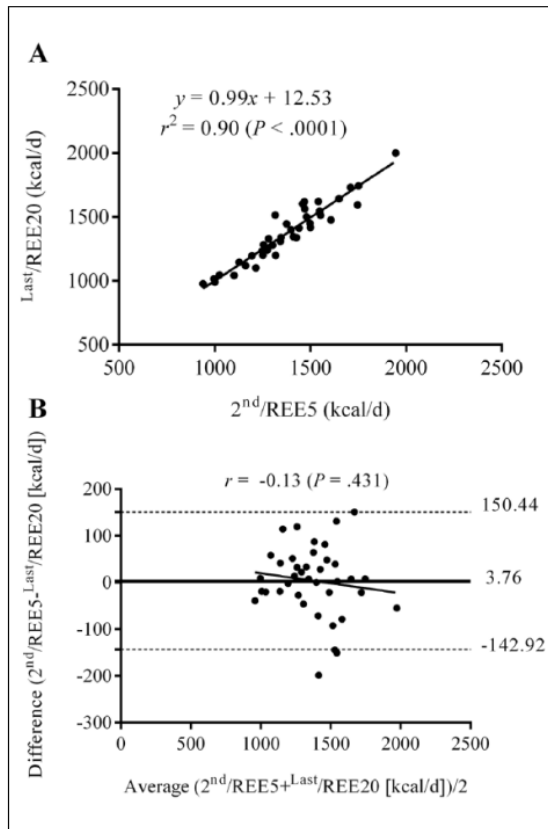 A
y = 0.99x + 12.53
r² = 0.90 (P < .0001)
2500
2000
1500
1000
500
Last/REE20 (kcal/d)
500 1000 1500 2000 2500
2nd/REE5 (kcal/d)
B
r = -0.13 (P = .431)
200
100
0
-100
-200
-300
150.44
3.76
-142.92
Difference (2nd/REE5-Last/REE20 [kcal/d])
0 500 1000 1500 2000 2500
Average (2nd/REE5+Last/REE20 [kcal/d])/2